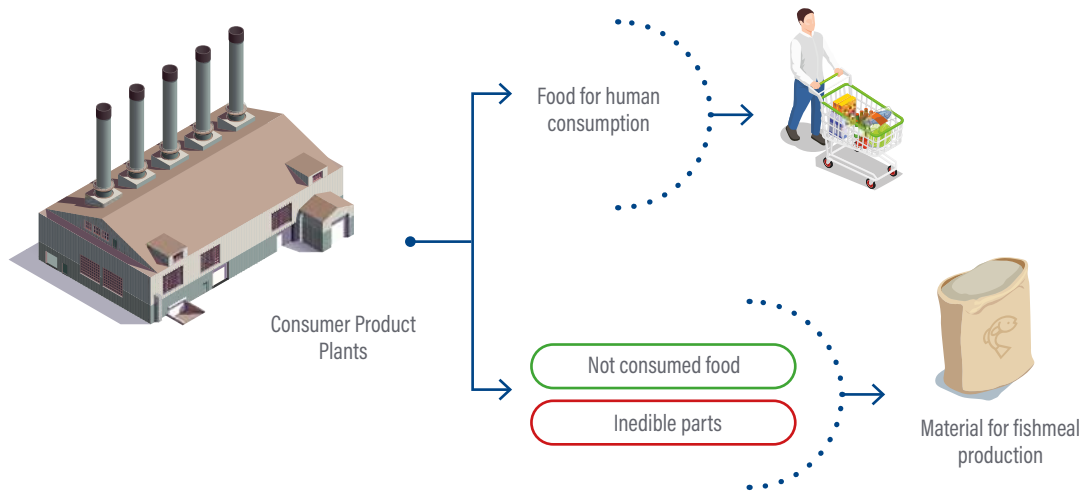 Food for human
consumption
Consumer Product
Plants
Not consumed food
Inedible parts
Material for fishmeal
production